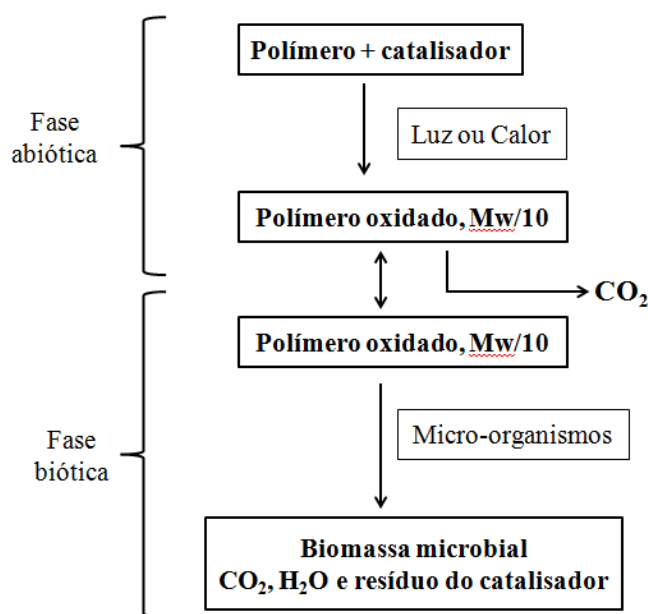 Polímero + catalisador
Fase
abiótica
Luz ou Calor
Polímero oxidado, Mw/10
CO₂
Polímero oxidado, Mw/10
Fase
biótica
Micro-organismos
Biomassa microbial
CO₂, H₂O e resíduo do catalisador